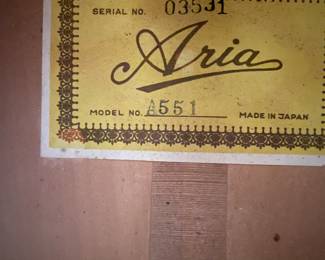 SERIAL NO. 03531
Aria
MODEL NO. A551 MADE IN JAPAN